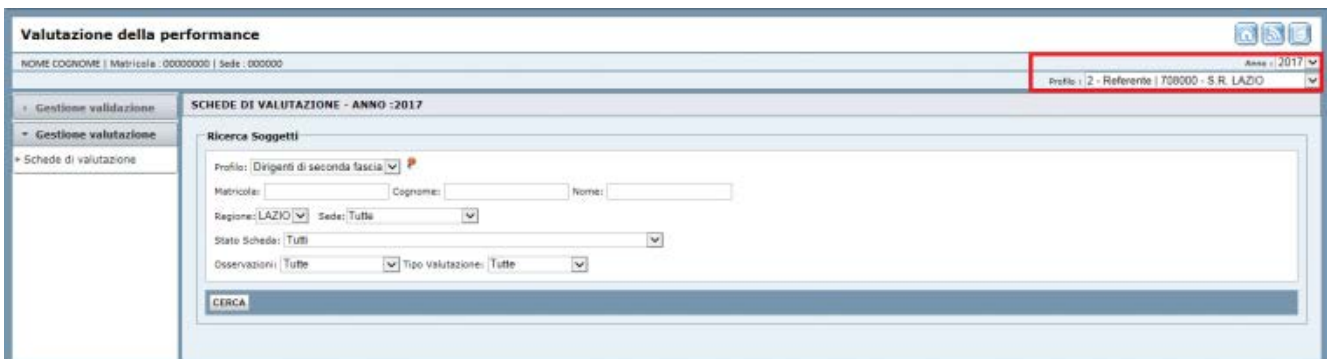 Valutazione della performance
NOME COGNOME | Matricola : 00000000 | Sede : 000000
Anno : 2017
Profilo : 2 - Referente | 708000 - S.R. LAZIO
Gestione validazione
Gestione valutazione
Schede di valutazione
SCHEDE DI VALUTAZIONE - ANNO :2017
Ricerca Soggetti
Profilo: Dirigenti di seconda fascia
Matricola: Cognome: Nome:
Regione: LAZIO Sede: Tutte
Stato Scheda: Tutti
Osservazioni: Tutte Tipo Valutazione: Tutte
CERCA